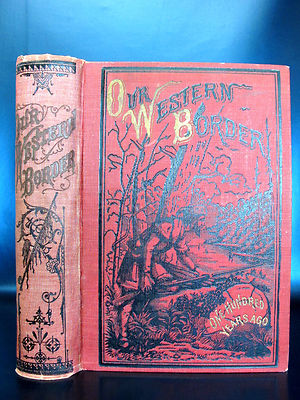 OUR
WESTERN
BORDER
OUR
WESTERN
BORDER
ONE HUNDRED
YEARS AGO